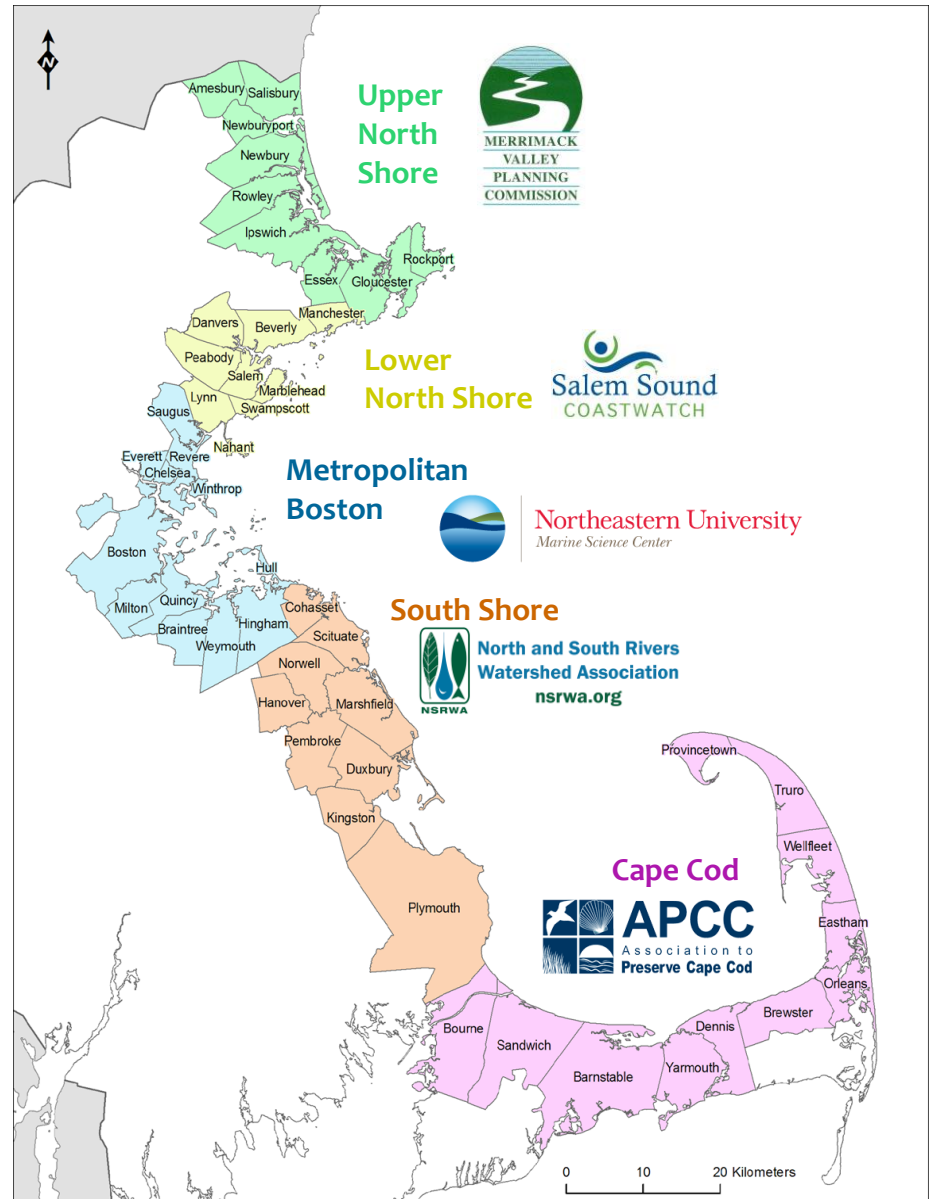 N
Amesbury
Salisbury
Newburyport
Newbury
Rowley
Ipswich
Essex
Gloucester
Rockport
Upper
North
Shore
MERRIMACK
VALLEY
PLANNING
COMMISSION
Manchester
Danvers
Beverly
Peabody
Salem
Marblehead
Lynn
Swampscott
Nahant
Lower
North Shore
Salem Sound
COASTWATCH
Saugus
Everett
Revere
Chelsea
Winthrop
Boston
Hull
Milton
Quincy
Braintree
Hingham
Weymouth
Metropolitan
Boston
Northeastern University
Marine Science Center
Cohasset
Scituate
Norwell
Hanover
Marshfield
Pembroke
Duxbury
Kingston
Plymouth
South Shore
NSRWA
North and South Rivers
Watershed Association
nsrwa.org
Provincetown
Truro
Wellfleet
Eastham
Orleans
Brewster
Dennis
Yarmouth
Barnstable
Sandwich
Bourne
Cape Cod
APCC
Association to
Preserve Cape Cod
0 10 20 Kilometers